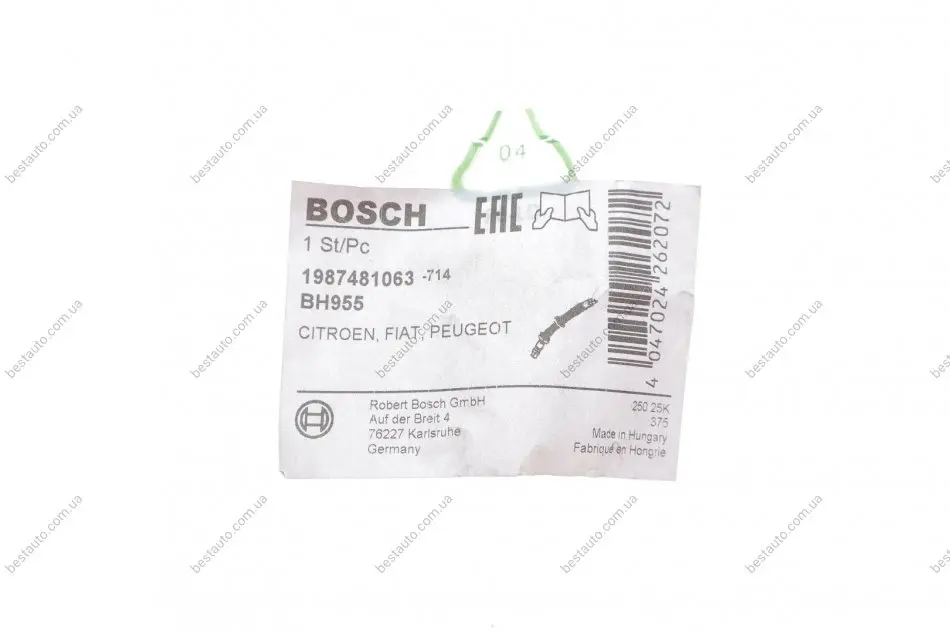 04
BOSCH
EAC
1 St/Pc
1987481063 -714
BH955
CITROEN, FIAT, PEUGEOT
4 047024 262072
Robert Bosch GmbH
Auf der Breit 4
76227 Karlsruhe
Germany
250 25K
375
Made in Hungary
Fabriqué en Hongrie
bestauto.com.ua